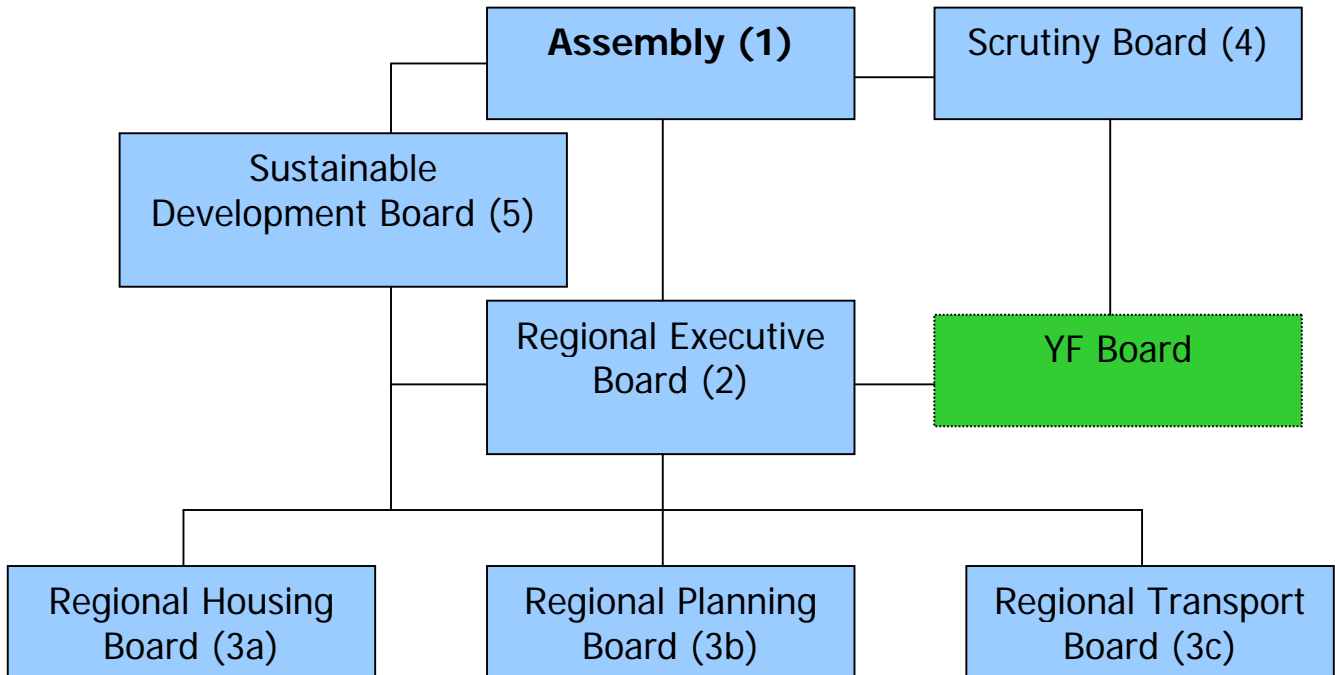 Assembly (1)
Scrutiny Board (4)
Sustainable
Development Board (5)
Regional Executive
Board (2)
YF Board
Regional Housing
Board (3a)
Regional Planning
Board (3b)
Regional Transport
Board (3c)